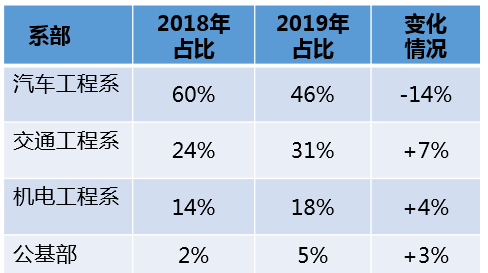 系部 2018年占比 2019年占比 变化情况
汽车工程系 60% 46% -14%
交通工程系 24% 31% +7%
机电工程系 14% 18% +4%
公基部 2% 5% +3%